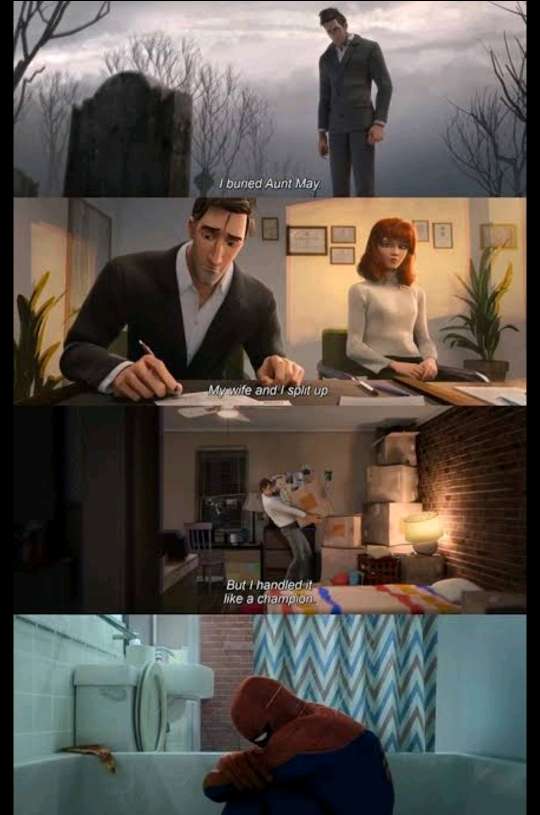 I buried Aunt May
My wife and I split up
But I handled it
like a champion.